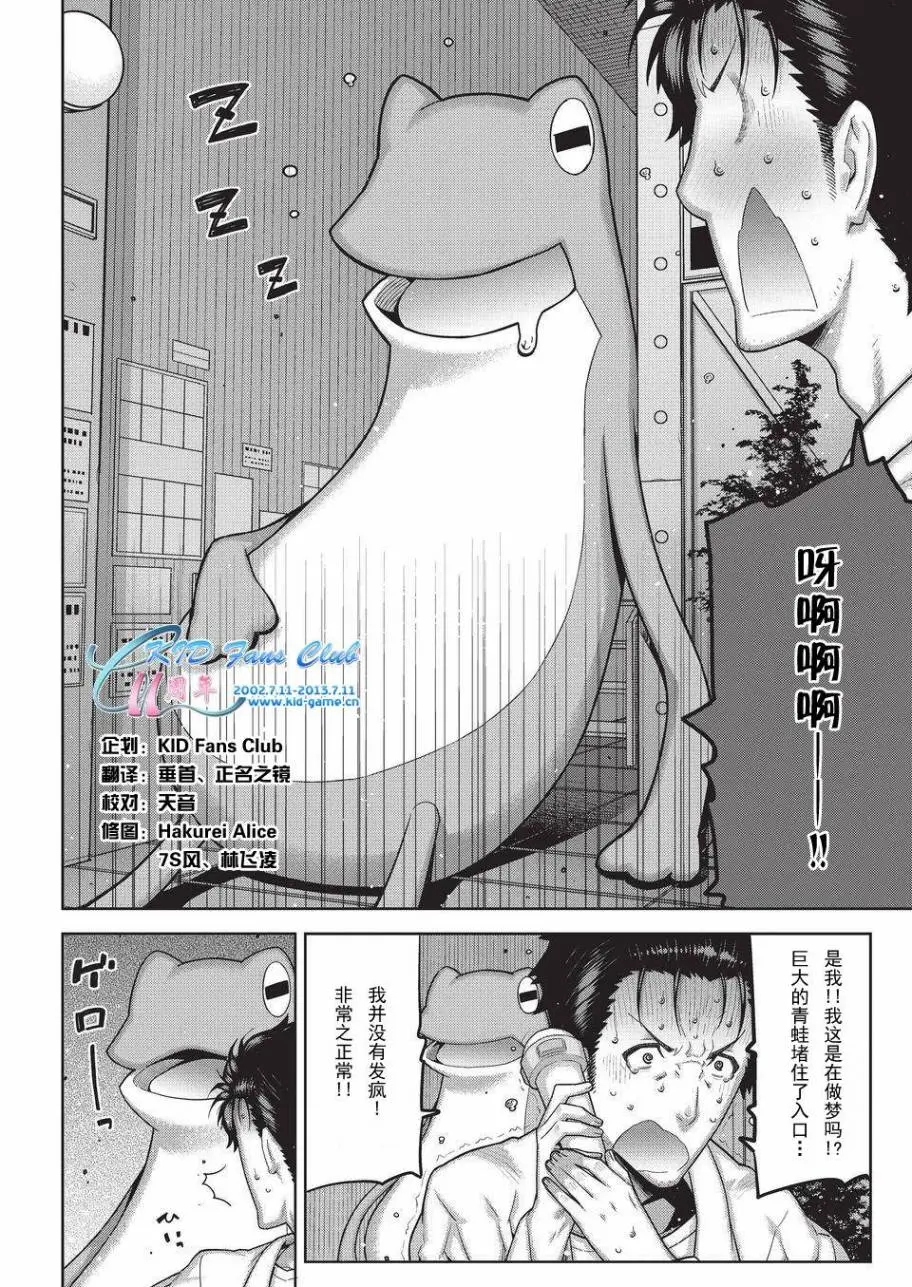 Z
Z
Z
呀啊啊啊——!!
KID Fans Club
11周年
2002.7.11-2013.7.11
www.kid-game.cn
企划：KID Fans Club
翻译：垂首、正名之镜
校对：天音
修图：Hakurei Alice
7S风、林飞凌
是我!!我这是在做梦吗!?
巨大的青蛙堵住了入口…
我并没有发疯！
非常之正常!!
ゲロ